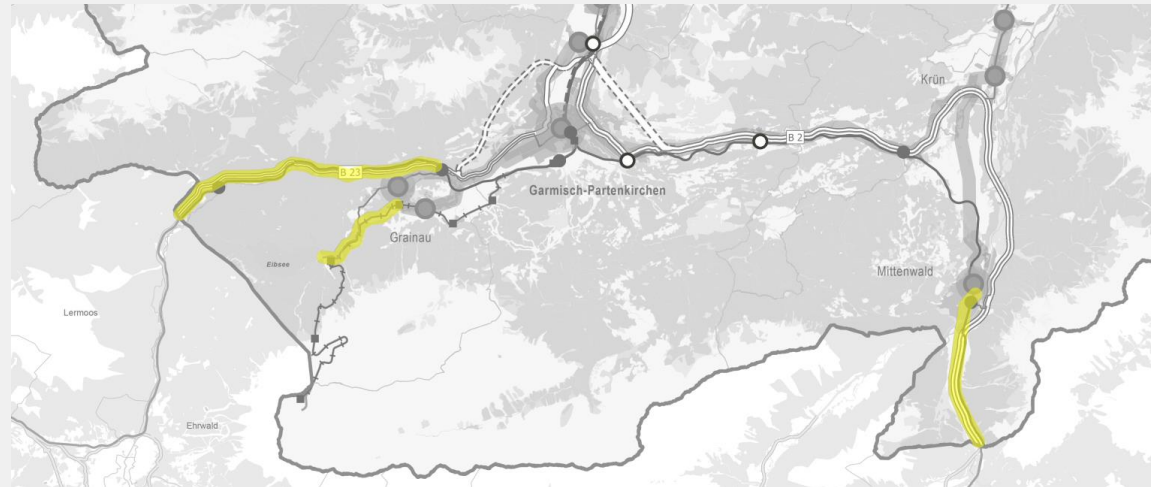 Krün
B 2
B 23
Garmisch-Partenkirchen
Grainau
Eibsee
Mittenwald
Lermoos
Ehrwald